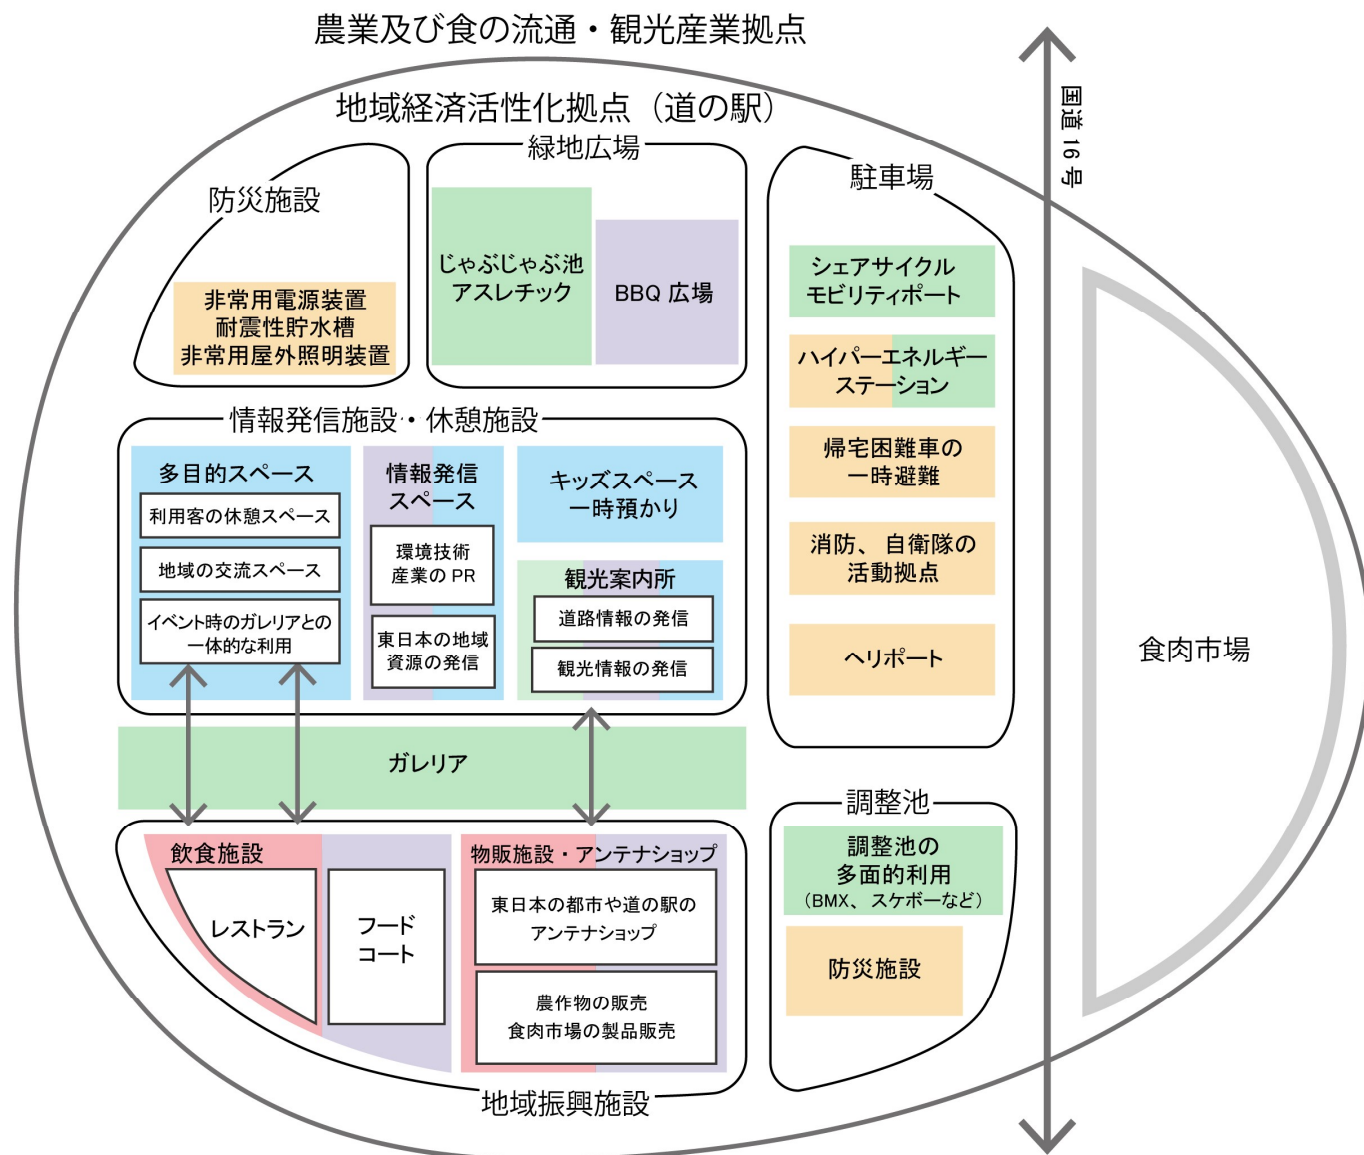 農業及び食の流通・観光産業拠点
地域経済活性化拠点（道の駅）
国道16号
防災施設
非常用電源装置
耐震性貯水槽
非常用屋外照明装置
緑地広場
じゃぶじゃぶ池
アスレチック
BBQ 広場
駐車場
シェアサイクル
モビリティポート
ハイパーエネルギー
ステーション
帰宅困難車の
一時避難
消防、自衛隊の
活動拠点
ヘリポート
情報発信施設・休憩施設
多目的スペース
利用客の休憩スペース
地域の交流スペース
イベント時のガレリアとの
一体的な利用
情報発信
スペース
環境技術
産業の PR
東日本の地域
資源の発信
キッズスペース
一時預かり
観光案内所
道路情報の発信
観光情報の発信
食肉市場
ガレリア
飲食施設
レストラン
フード
コート
物販施設・アンテナショップ
東日本の都市や道の駅の
アンテナショップ
農作物の販売
食肉市場の製品販売
地域振興施設
調整池
調整池の
多面的利用
（BMX、スケボーなど）
防災施設